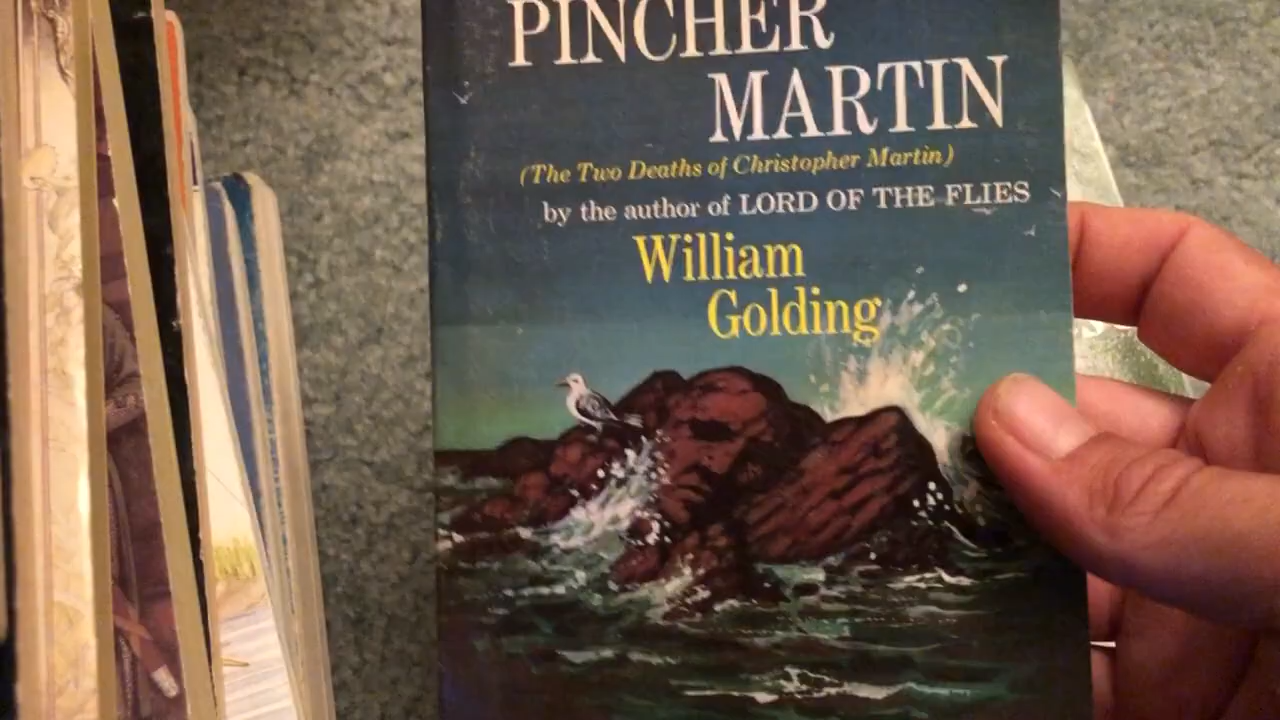 PINCHER
MARTIN
(The Two Deaths of Christopher Martin)
by the author of LORD OF THE FLIES
William
Golding